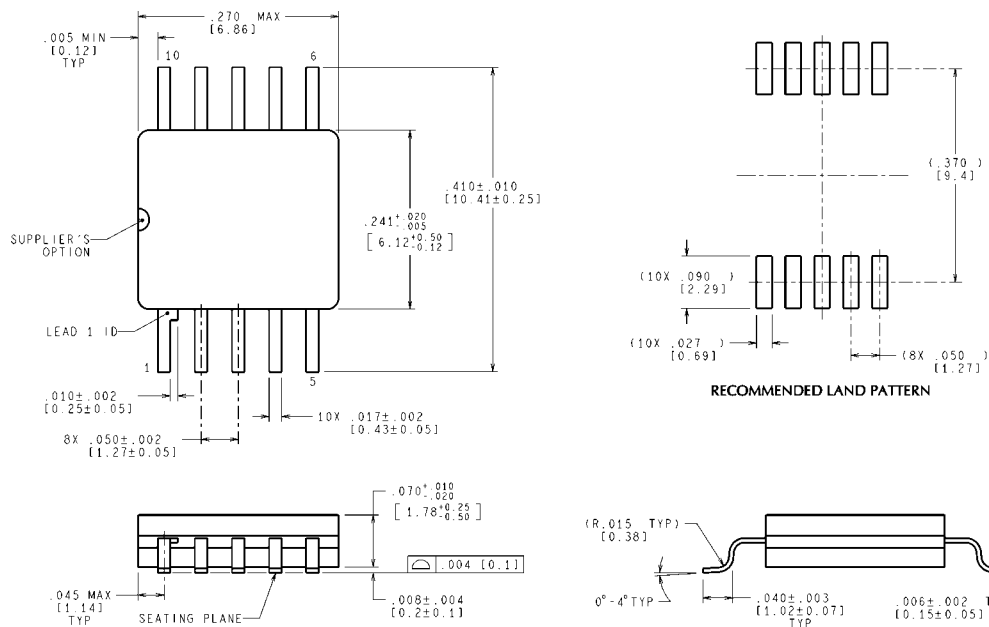 .270 MAX
[6.86]
.005 MIN
[0.12]
TYP
10
6
.410±.010
[10.41±0.25]
.241+.020
-.005
[ 6.12+0.50
-0.12 ]
SUPPLIER'S
OPTION
LEAD 1 ID
1
5
.010±.002
[0.25±0.05]
10X .017±.002
[0.43±0.05]
8X .050±.002
[1.27±0.05]
(.370 )
[9.4]
(10X .090 )
[2.29]
(10X .027 )
[0.69]
(8X .050 )
[1.27]
RECOMMENDED LAND PATTERN
.070+.010
-.020
[ 1.78+0.25
-0.50 ]
.004 [0.1]
.045 MAX
[1.14]
TYP
SEATING PLANE
.008±.004
[0.2±0.1]
(R.015 TYP)
[0.38]
0°-4° TYP
.040±.003
[1.02±0.07]
TYP
.006±.002
[0.15±0.05]